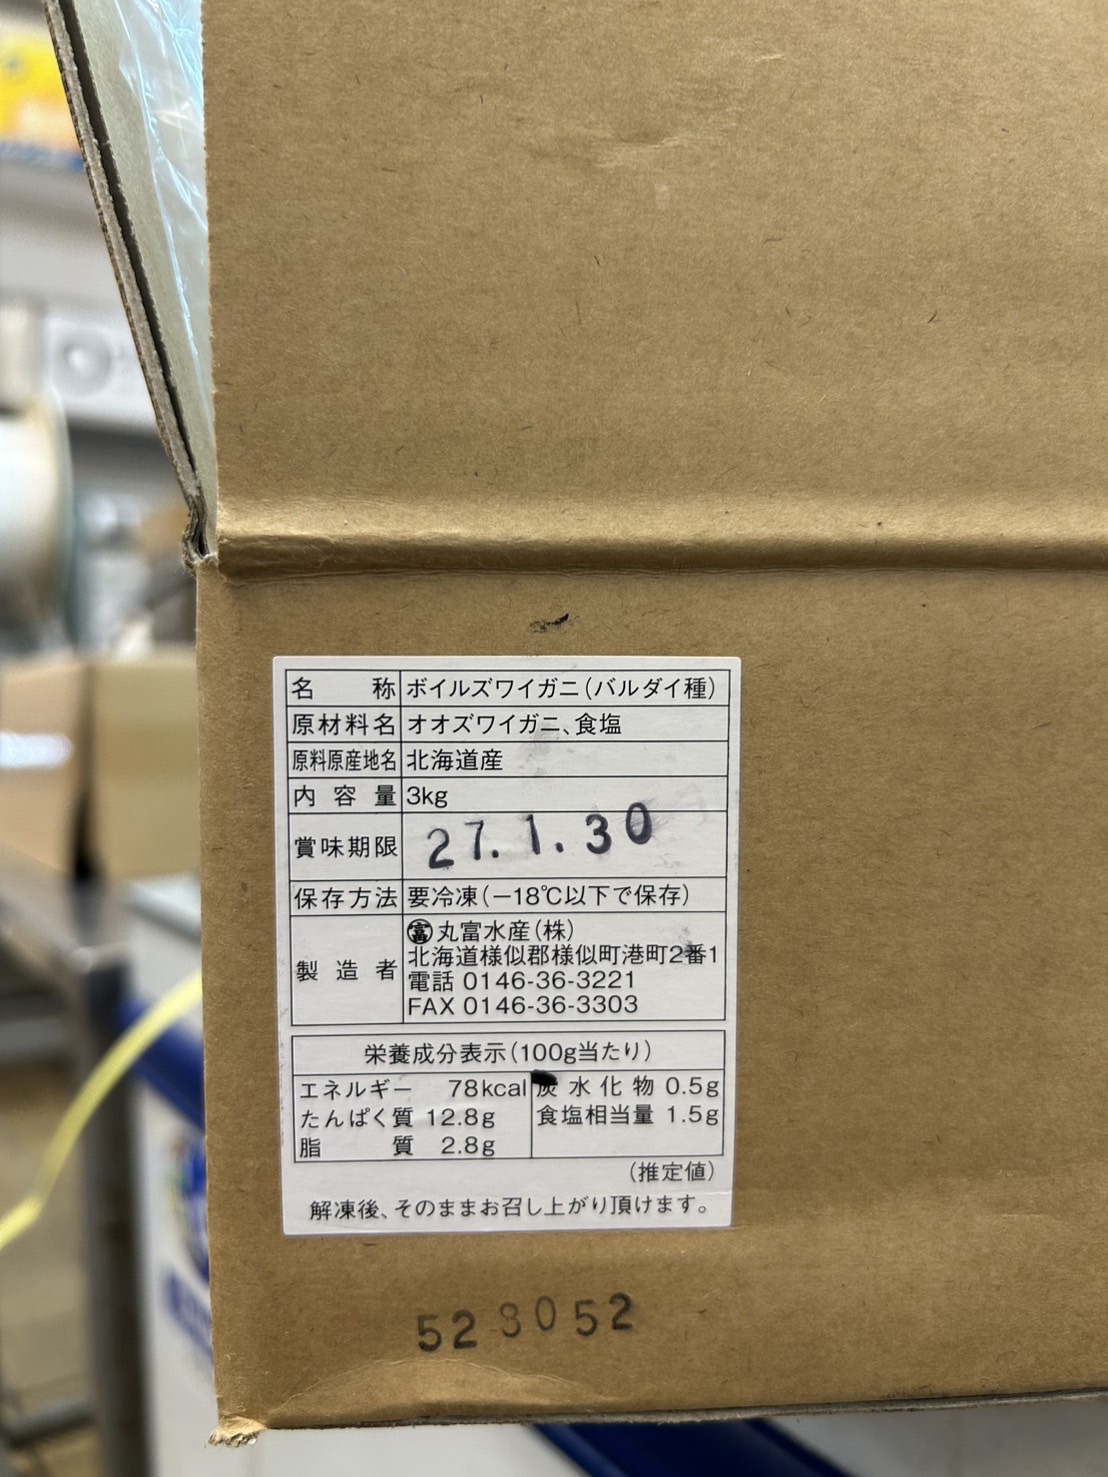 名称 ボイルズワイガニ(バルダイ種)
原材料名 オオズワイガニ、食塩
原料原産地名 北海道産
内容量 3kg
賞味期限 27.1.30
保存方法 要冷凍(−18℃以下で保存)
製造者 ㊂丸富水産(株)
北海道様似郡様似町港町2番1
電話 0146-36-3221
FAX 0146-36-3303
栄養成分表示(100g当たり)
エネルギー 78kcal 炭水化物 0.5g
たんぱく質 12.8g 食塩相当量 1.5g
脂質 2.8g
(推定値)
解凍後、そのままお召し上がり頂けます。
523052